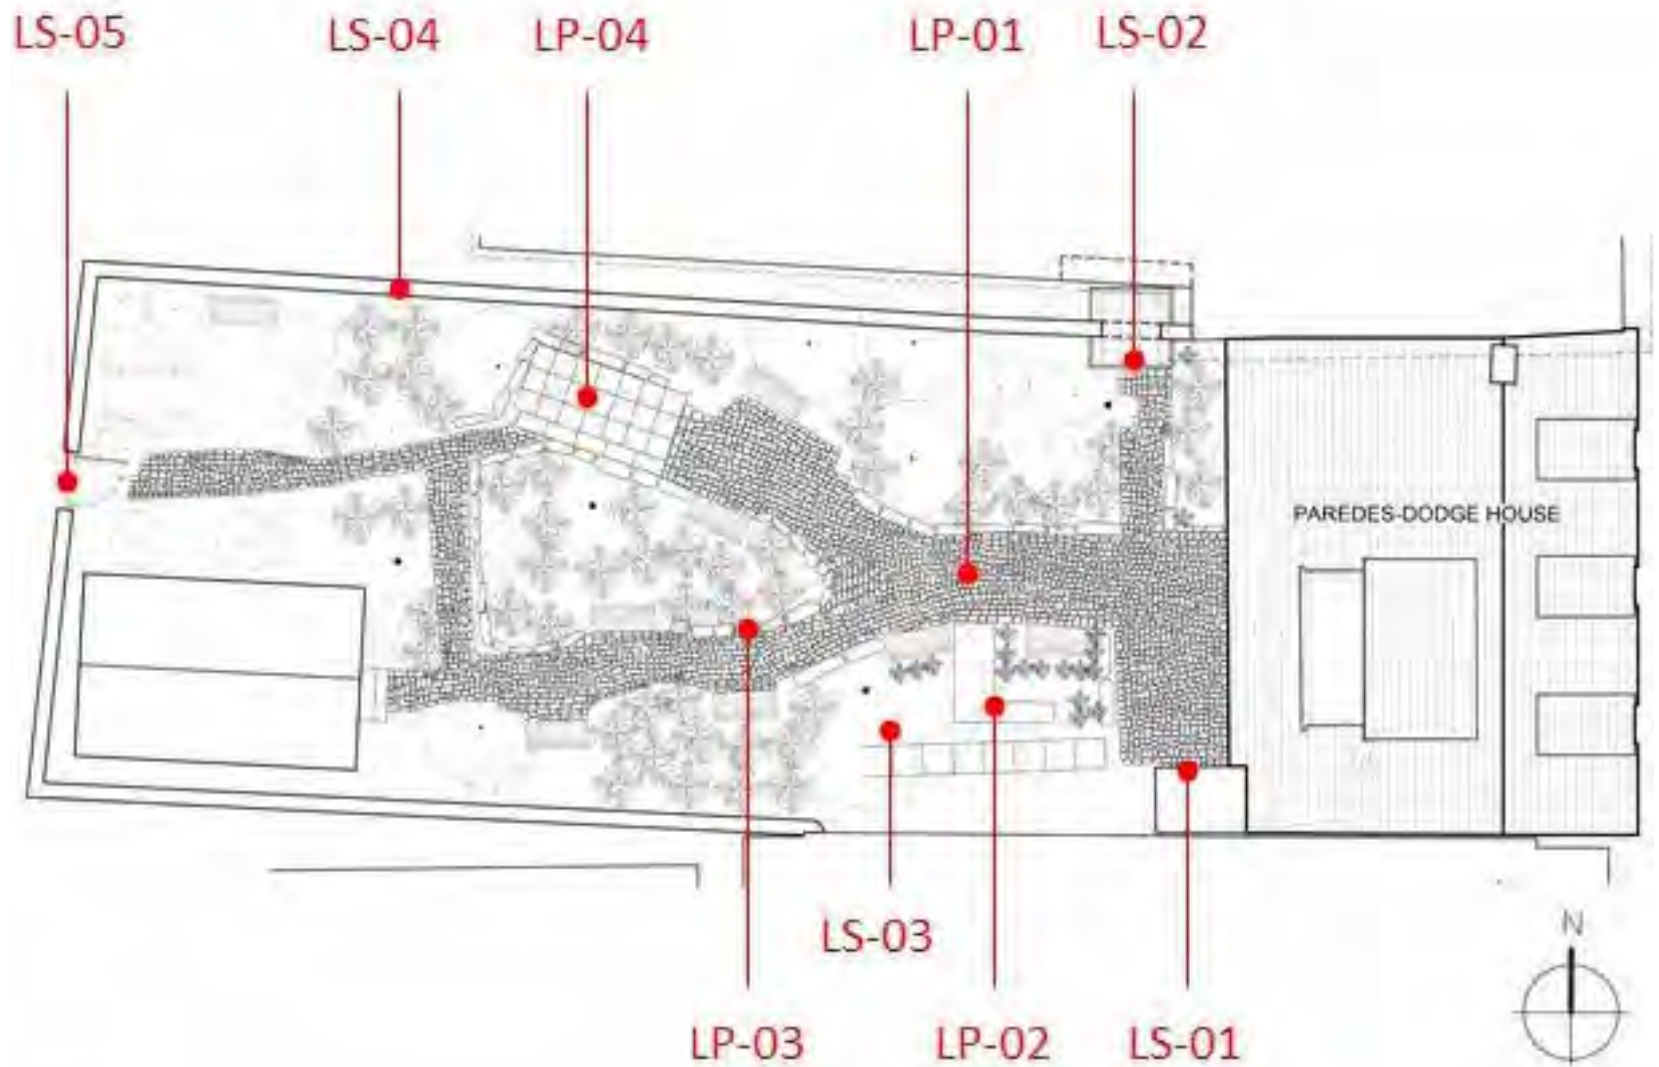 LS-05
LS-04
LP-04
LP-01
LS-02
PAREDES-DODGE HOUSE
LS-03
N
LP-03
LP-02
LS-01